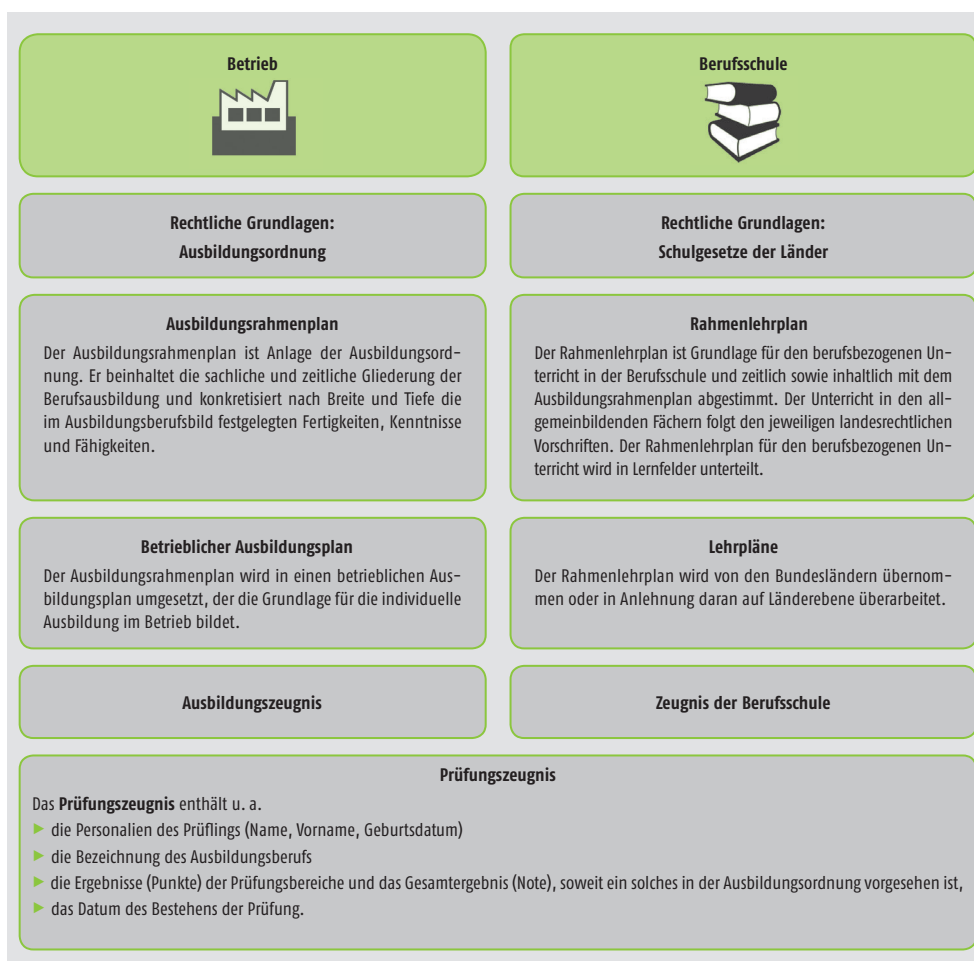 Betrieb
Berufsschule
Rechtliche Grundlagen:
Ausbildungsordnung
Rechtliche Grundlagen:
Schulgesetze der Länder
Ausbildungsrahmenplan
Der Ausbildungsrahmenplan ist Anlage der Ausbildungsord-
nung. Er beinhaltet die sachliche und zeitliche Gliederung der
Berufsausbildung und konkretisiert nach Breite und Tiefe die
im Ausbildungsberufsbild festgelegten Fertigkeiten, Kenntnisse
und Fähigkeiten.
Rahmenlehrplan
Der Rahmenlehrplan ist Grundlage für den berufsbezogenen Un-
terricht in der Berufsschule und zeitlich sowie inhaltlich mit dem
Ausbildungsrahmenplan abgestimmt. Der Unterricht in den all-
gemeinbildenden Fächern folgt den jeweiligen landesrechtlichen
Vorschriften. Der Rahmenlehrplan für den berufsbezogenen Un-
terricht wird in Lernfelder unterteilt.
Betrieblicher Ausbildungsplan
Der Ausbildungsrahmenplan wird in einen betrieblichen Aus-
bildungsplan umgesetzt, der die Grundlage für die individuelle
Ausbildung im Betrieb bildet.
Lehrpläne
Der Rahmenlehrplan wird von den Bundesländern übernom-
men oder in Anlehnung daran auf Länderebene überarbeitet.
Ausbildungszeugnis
Zeugnis der Berufsschule
Prüfungszeugnis
Das Prüfungszeugnis enthält u. a.
▶ die Personalien des Prüflings (Name, Vorname, Geburtsdatum)
▶ die Bezeichnung des Ausbildungsberufs
▶ die Ergebnisse (Punkte) der Prüfungsbereiche und das Gesamtergebnis (Note), soweit ein solches in der Ausbildungsordnung vorgesehen ist,
▶ das Datum des Bestehens der Prüfung.